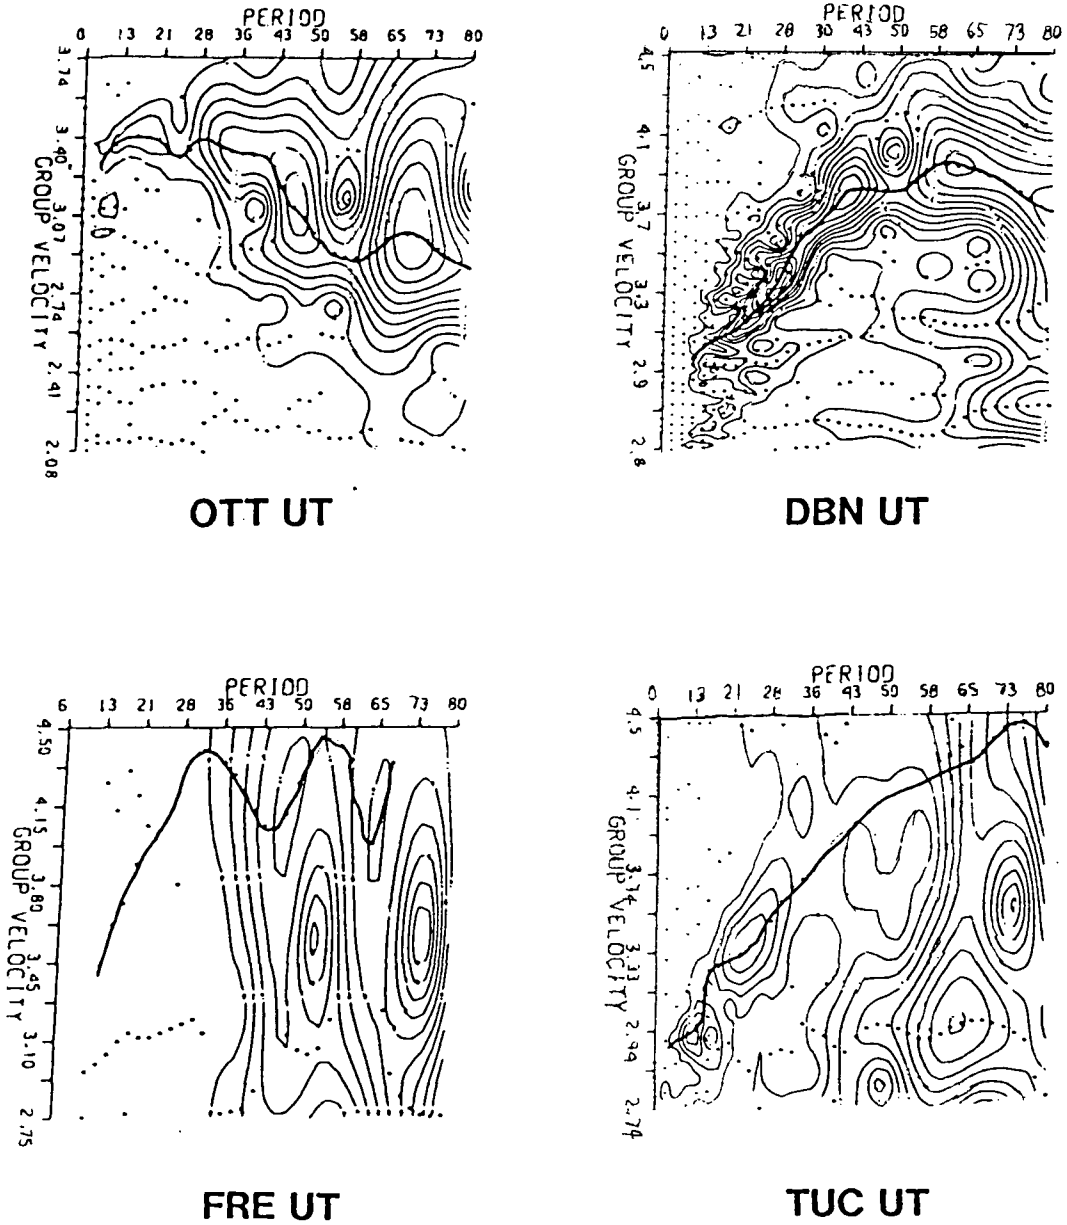 PERIOD
0 13 21 28 36 43 50 58 65 73 80
3.74 3.40 3.07 2.74 2.41 2.08
GROUP VELOCITY
OTT UT
PERIOD
0 13 21 28 30 43 50 58 65 73 80
4.5 4.1 3.7 3.3 2.9 2.8
GROUP VELOCITY
DBN UT
PERIOD
6 13 21 28 36 43 50 58 65 73 80
4.50 4.15 3.80 3.45 3.10 2.75
GROUP VELOCITY
FRE UT
PERIOD
0 13 21 28 36 43 50 58 65 73 80
4.5 4.1 3.74 3.33 2.94 2.74
GROUP VELOCITY
TUC UT